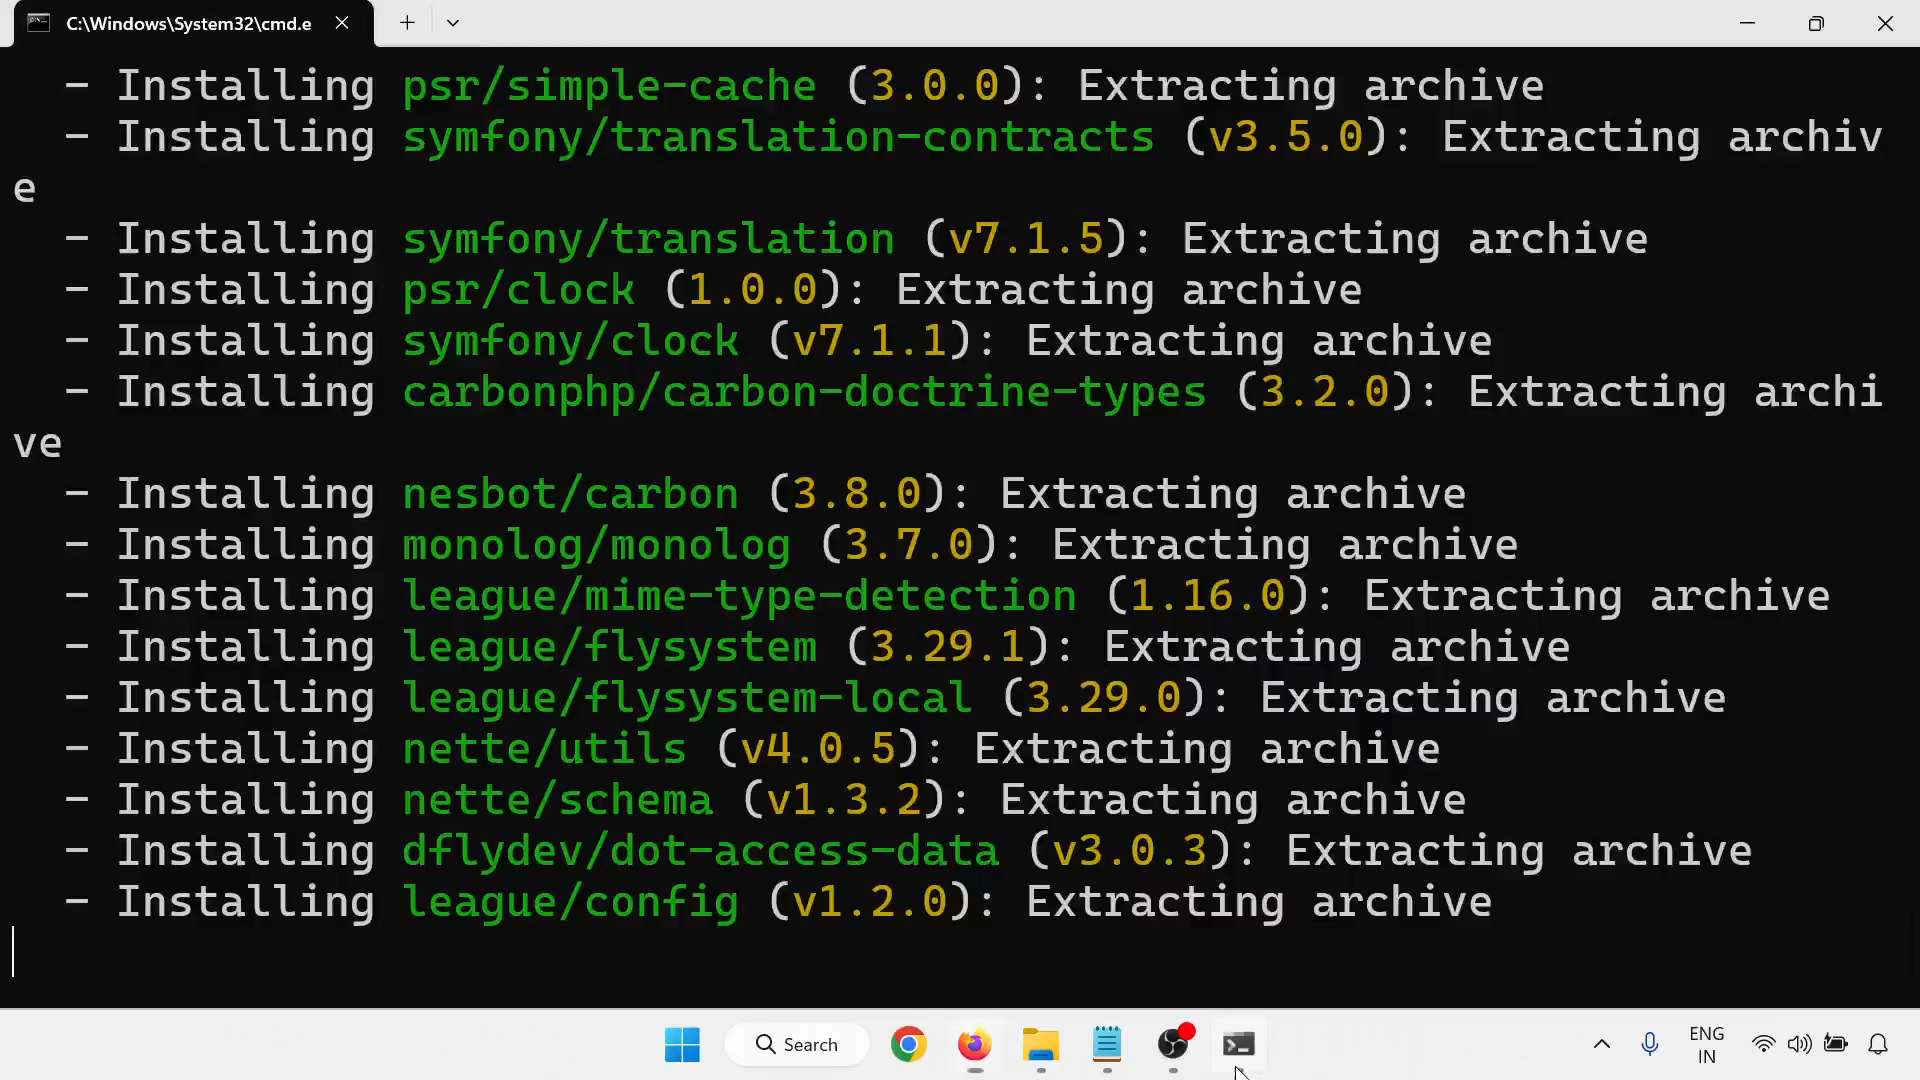 C:\Windows\System32\cmd.e
- Installing psr/simple-cache (3.0.0): Extracting archive
- Installing symfony/translation-contracts (v3.5.0): Extracting archiv
e
- Installing symfony/translation (v7.1.5): Extracting archive
- Installing psr/clock (1.0.0): Extracting archive
- Installing symfony/clock (v7.1.1): Extracting archive
- Installing carbonphp/carbon-doctrine-types (3.2.0): Extracting archi
ve
- Installing nesbot/carbon (3.8.0): Extracting archive
- Installing monolog/monolog (3.7.0): Extracting archive
- Installing league/mime-type-detection (1.16.0): Extracting archive
- Installing league/flysystem (3.29.1): Extracting archive
- Installing league/flysystem-local (3.29.0): Extracting archive
- Installing nette/utils (v4.0.5): Extracting archive
- Installing nette/schema (v1.3.2): Extracting archive
- Installing dflydev/dot-access-data (v3.0.3): Extracting archive
- Installing league/config (v1.2.0): Extracting archive
Search
ENG
IN